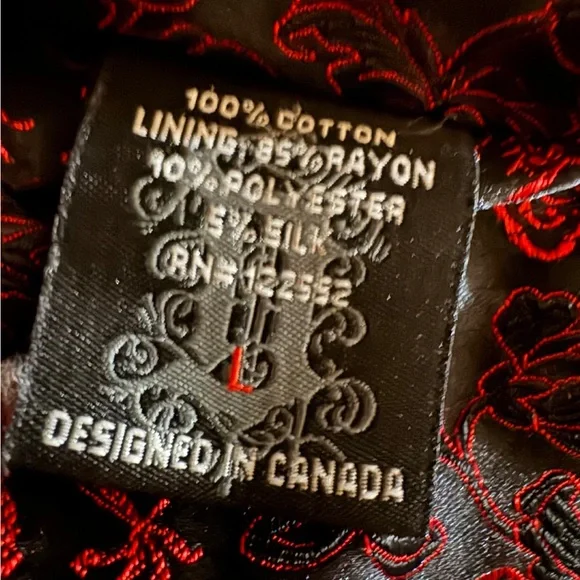 100% COTTON
LINING: 85% RAYON
10% POLYESTER
5% SILK
RN# 122552
L
DESIGNED IN CANADA